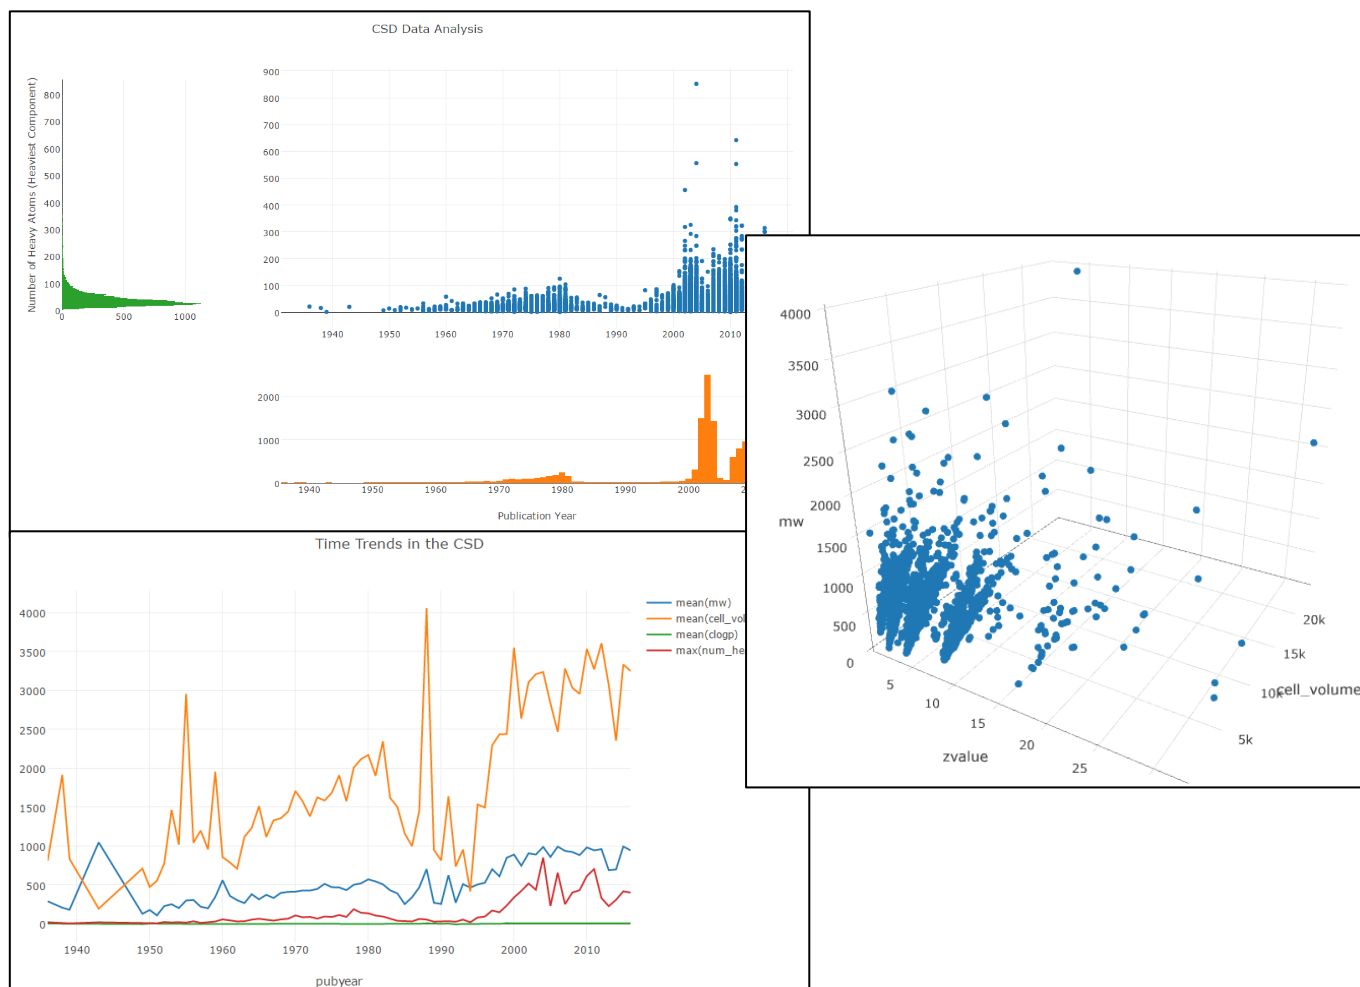 CSD Data Analysis
Number of Heavy Atoms (Heaviest Component)
800
700
600
500
400
300
200
100
0
0 500 1000
900
800
700
600
500
400
300
200
100
0
1940 1950 1960 1970 1980 1990 2000 2010
2000
1000
0
1940 1950 1960 1970 1980 1990 2000 2
Publication Year
4000
3500
3000
2500
2000
mw
1500
1000
500
0
5
10
15
20
25
zvalue
20k
15k
10k
cell_volume
5k
Time Trends in the CSD
mean(mw)
mean(cell_vol
mean(clogp)
max(num_he
4000
3500
3000
2500
2000
1500
1000
500
0
1940 1950 1960 1970 1980 1990 2000 2010
pubyear